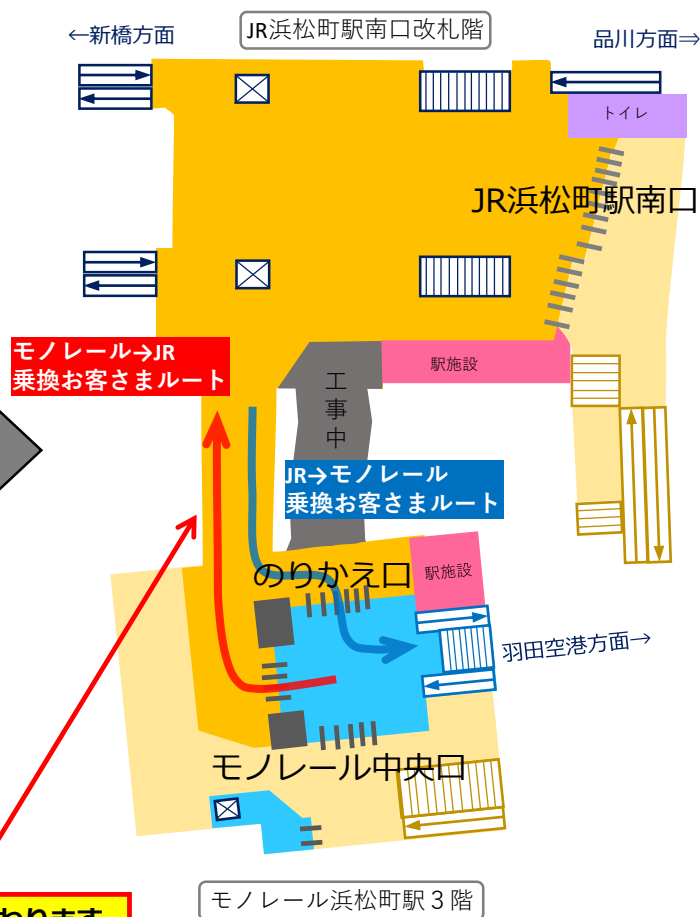 JR浜松町駅南口改札階
←新橋方面
品川方面⇒
トイレ
JR浜松町駅南口
モノレール→JR
乗換お客さまルート
駅施設
工事中
JR→モノレール
乗換お客さまルート
のりかえ口
駅施設
羽田空港方面→
モノレール中央口
わります
モノレール浜松町駅３階